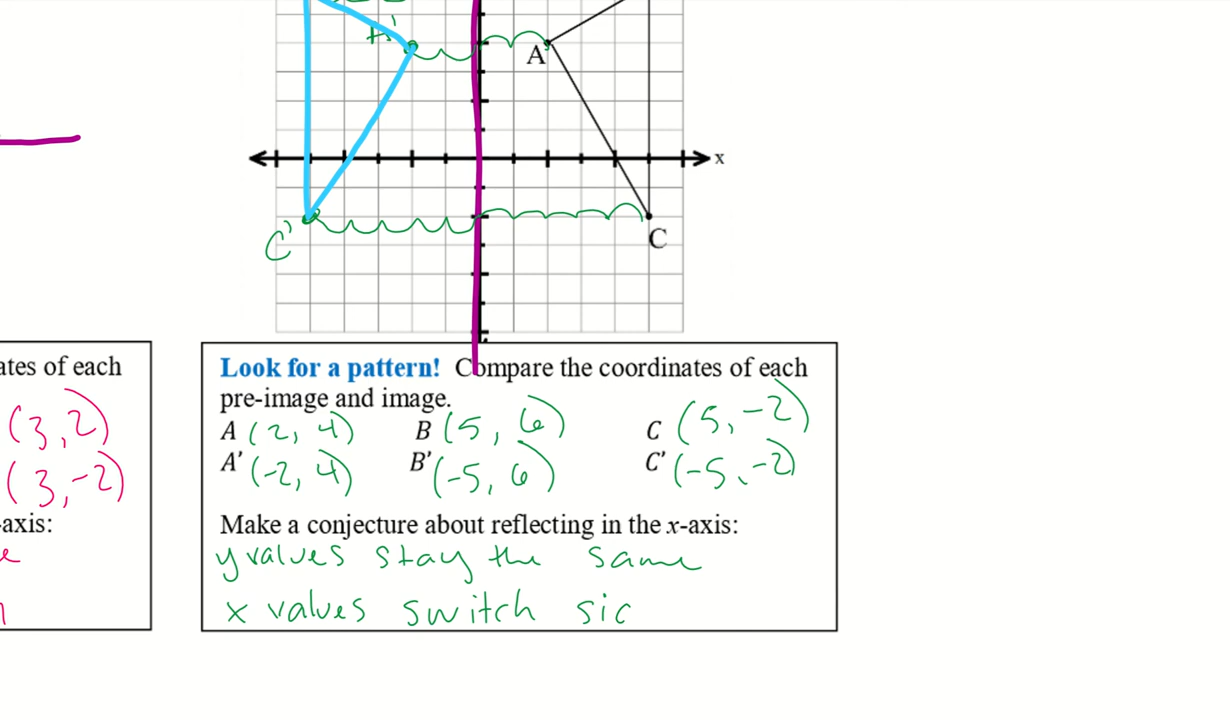 A'
A
x
C'
C
ates of each
(3, 2)
(3, -2)
-axis:
Look for a pattern! Compare the coordinates of each
pre-image and image.
A (2, 4) B (5, 6) C (5, -2)
A' (-2, 4) B' (-5, 6) C' (-5, -2)
Make a conjecture about reflecting in the x-axis:
y values stay the same
x values switch sic